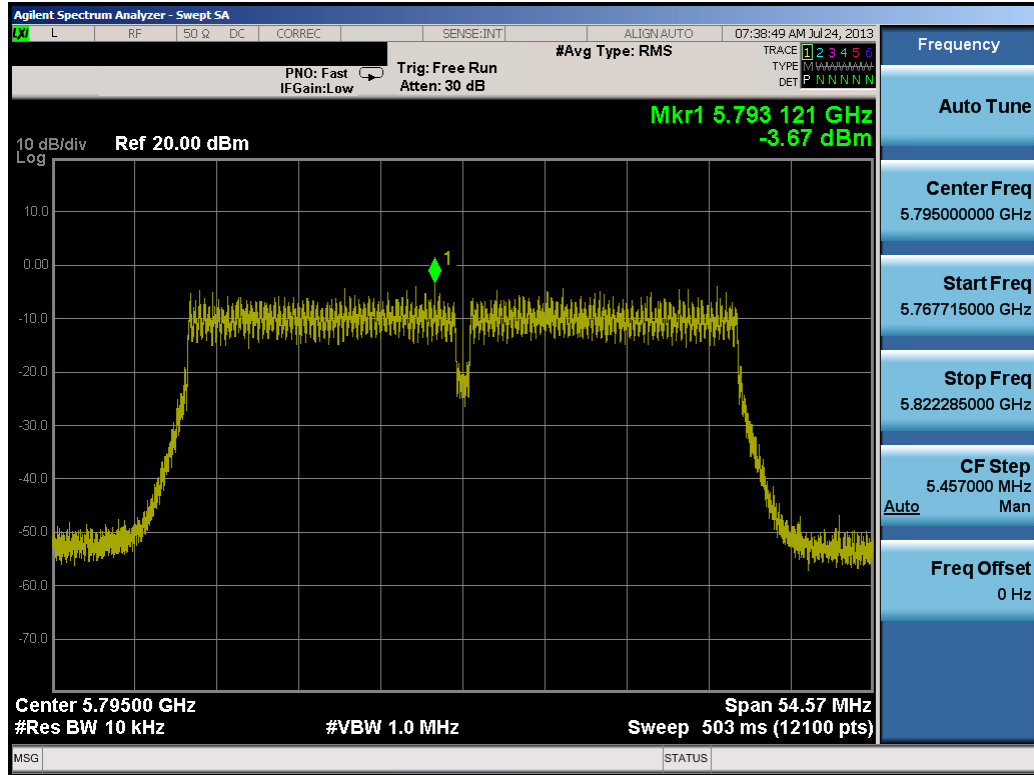 Agilent Spectrum Analyzer - Swept SA
LXI L RF 50 Ω DC CORREC SENSE:INT ALIGN AUTO 07:38:49 AM Jul 24, 2013
Frequency
PNO: Fast
IFGain:Low
Trig: Free Run
Atten: 30 dB
#Avg Type: RMS
TRACE 1 2 3 4 5 6
TYPE M WWWWW
DET P N N N N N
Auto Tune
Mkr1 5.793 121 GHz
-3.67 dBm
10 dB/div Ref 20.00 dBm
Log
10.0
0.00
-10.0
-20.0
-30.0
-40.0
-50.0
-60.0
-70.0
1
Center Freq
5.795000000 GHz
Start Freq
5.767715000 GHz
Stop Freq
5.822285000 GHz
CF Step
5.457000 MHz
Auto Man
Freq Offset
0 Hz
Center 5.79500 GHz Span 54.57 MHz
#Res BW 10 kHz #VBW 1.0 MHz Sweep 503 ms (12100 pts)
MSG STATUS